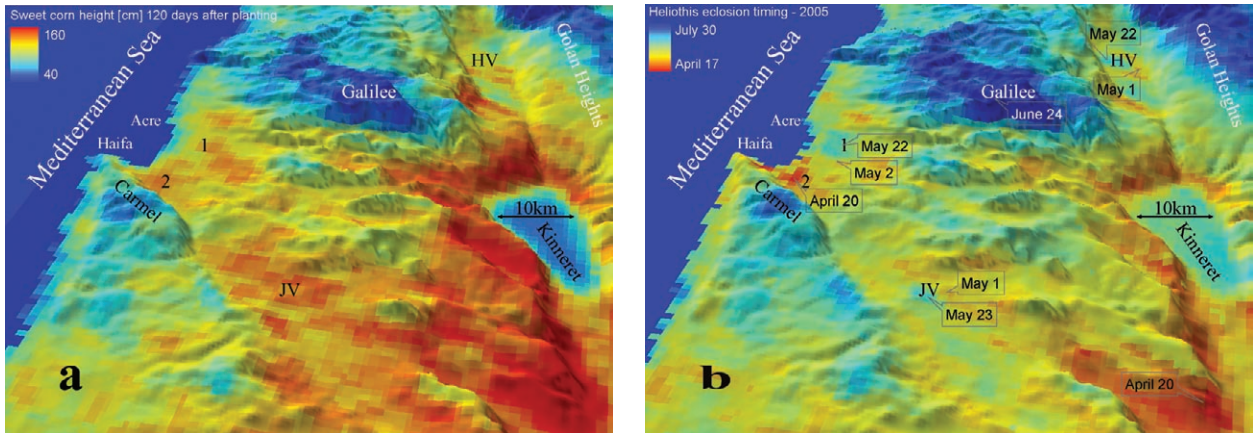 Sweet corn height [cm] 120 days after planting
160
40
Mediterranean Sea
HV
Golan Heights
Galilee
Acre
Haifa
1
2
Carmel
10km
Kinneret
JV
a
Heliothis eclosion timing - 2005
July 30
April 17
Mediterranean Sea
May 22
HV
Golan Heights
May 1
Galilee
June 24
Acre
Haifa
1
May 22
May 2
2
April 20
Carmel
10km
Kinneret
JV
May 1
May 23
April 20
b